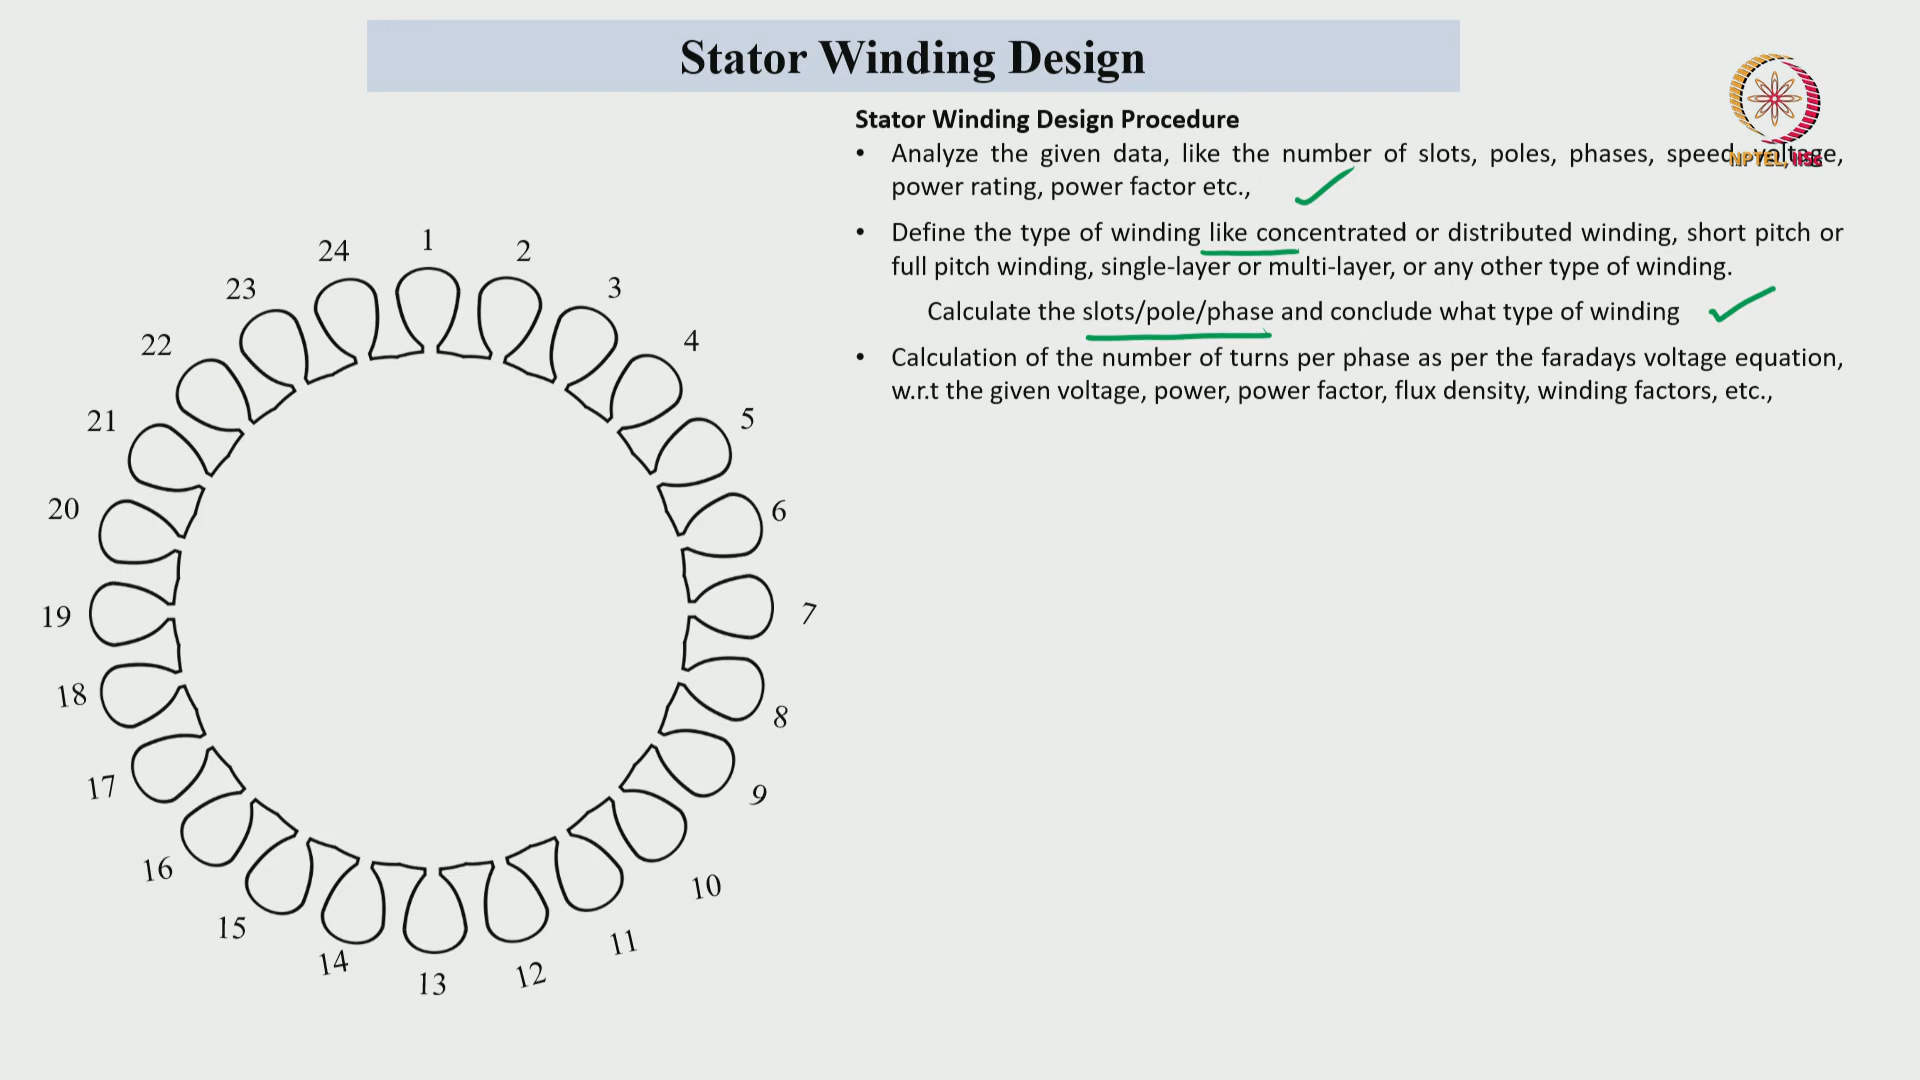 Stator Winding Design
NPTEL, IISc
Stator Winding Design Procedure
• Analyze the given data, like the number of slots, poles, phases, speed, voltage,
power rating, power factor etc.,
• Define the type of winding like concentrated or distributed winding, short pitch or
full pitch winding, single-layer or multi-layer, or any other type of winding.
Calculate the slots/pole/phase and conclude what type of winding
• Calculation of the number of turns per phase as per the faradays voltage equation,
w.r.t the given voltage, power, power factor, flux density, winding factors, etc.,
1
2
3
4
5
6
7
8
9
10
11
12
13
14
15
16
17
18
19
20
21
22
23
24